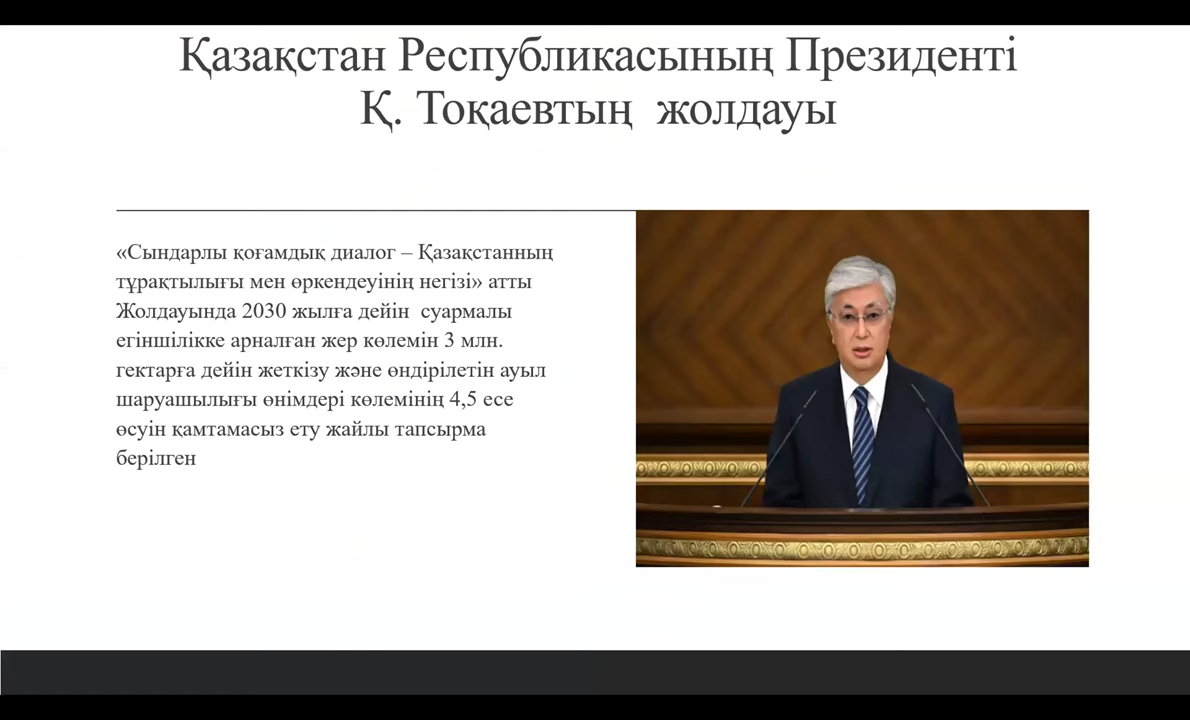 Қазақстан Республикасының Президенті
Қ. Тоқаевтың жолдауы
«Сындарлы қоғамдық диалог – Қазақстанның
тұрақтылығы мен өркендеуінің негізі» атты
Жолдауында 2030 жылға дейін суармалы
егіншілікке арналған жер көлемін 3 млн.
гектарға дейін жеткізу және өндірілетін ауыл
шаруашылығы өнімдері көлемінің 4,5 есе
өсуін қамтамасыз ету жайлы тапсырма
берілген